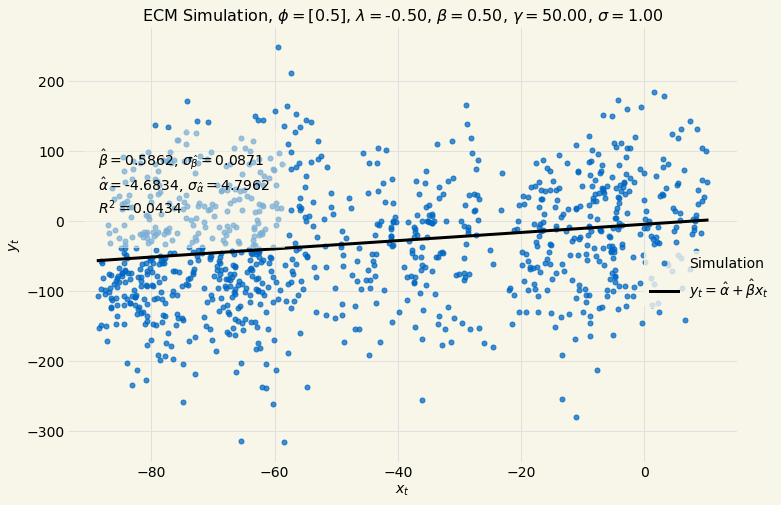 ECM Simulation, ϕ = [0.5], λ = -0.50, β = 0.50, γ = 50.00, σ = 1.00
200
100
0
−100
−200
−300
y_t
β̂ = 0.5862, σ_β̂ = 0.0871
α̂ = -4.6834, σ_α̂ = 4.7962
R² = 0.0434
Simulation
y_t = α̂ + β̂x_t
−80 −60 −40 −20 0
x_t